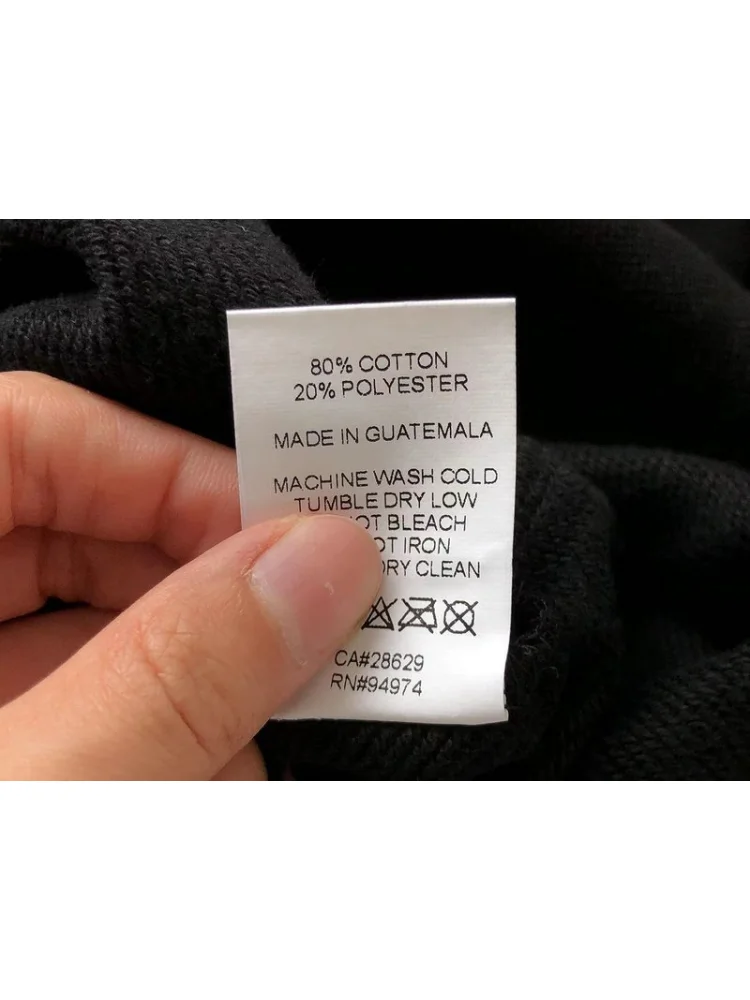 80% COTTON
20% POLYESTER
MADE IN GUATEMALA
MACHINE WASH COLD
TUMBLE DRY LOW
BLEACH
IRON
CLEAN
CA#28629
RN#94974